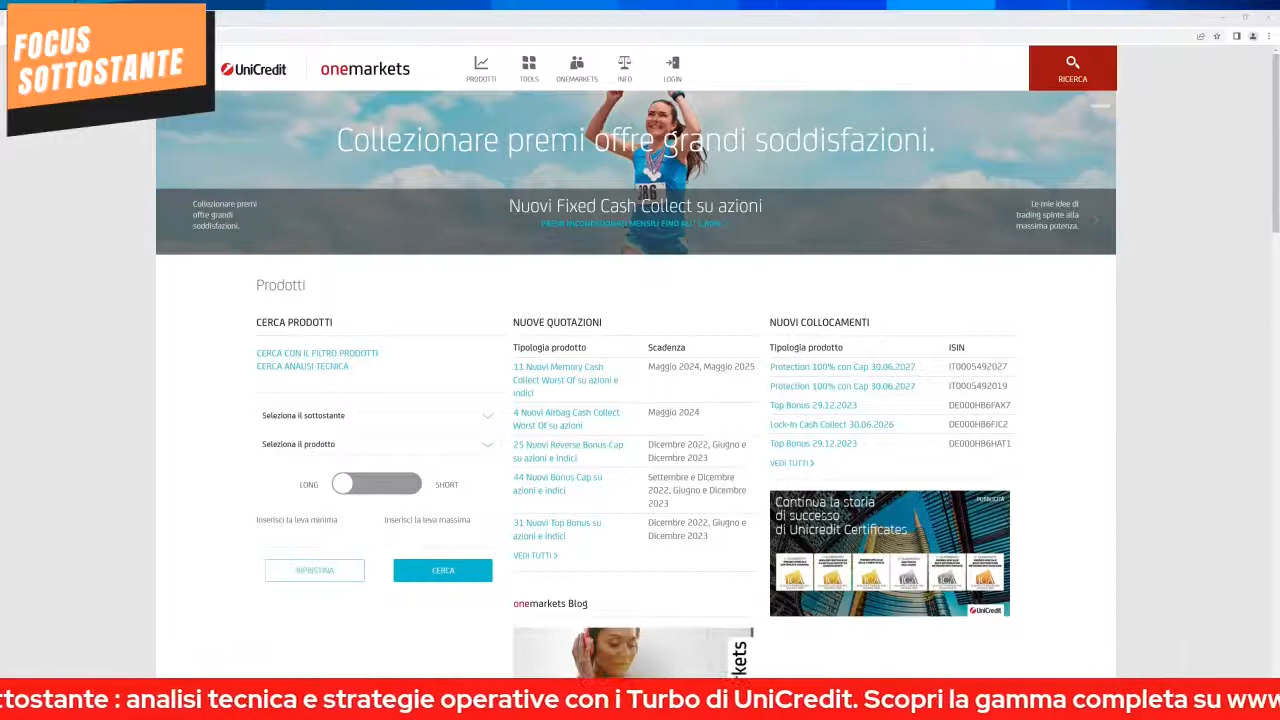 FOCUS
SOTTOSTANTE
UniCredit
onemarkets
PRODOTTI
TOOLS
ONEMARKETS
INFO
LOGIN
RICERCA
Collezionare premi offre grandi soddisfazioni.
Collezionare premi
offre grandi
soddisfazioni.
Nuovi Fixed Cash Collect su azioni
PREMI INCONDIZIONATI MENSILI FINO
Le mie idee di
trading spinte alla
massima potenza.
Prodotti
CERCA PRODOTTI
CERCA CON IL FILTRO PRODOTTI
CERCA ANALISI TECNICA
Seleziona il sottostante
Seleziona il prodotto
LONG
SHORT
Inserisci la leva minima
Inserisci la leva massima
RIPRISTINA
CERCA
NUOVE QUOTAZIONI
Tipologia prodotto Scadenza
11 Nuovi Memory Cash Maggio 2024, Maggio 2025
Collect Worst Of su azioni e
indici
4 Nuovi Airbag Cash Collect Maggio 2024
Worst Of su azioni
25 Nuovi Reverse Bonus Cap Dicembre 2022, Giugno e
su azioni e indici Dicembre 2023
44 Nuovi Bonus Cap su Settembre e Dicembre
azioni e indici 2022, Giugno e Dicembre
2023
31 Nuovi Top Bonus su Dicembre 2022, Giugno e
azioni e indici Dicembre 2023
VEDI TUTTI >
onemarkets Blog
kets
NUOVI COLLOCAMENTI
Tipologia prodotto ISIN
Protection 100% con Cap 30.06.2027 IT0005492027
Protection 100% con Cap 30.06.2027 IT0005492019
Top Bonus 29.12.2023 DE000HB6FAX7
Lock-In Cash Collect 30.06.2026 DE000HB6FJC2
Top Bonus 29.12.2023 DE000HB6HAT1
VEDI TUTTI >
Continua la storia
di successo
di Unicredit Certificates
PUBBLICITÀ
UniCredit
ttostante : analisi tecnica e strategie operative con i Turbo di UniCredit. Scopri la gamma completa su www